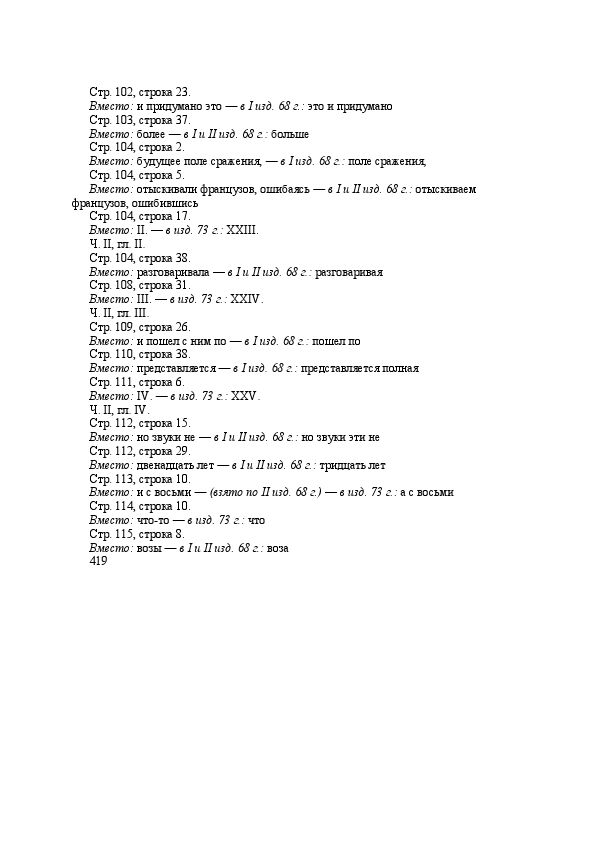 Стр. 102, строка 23.
Вместо: и придумано это — в I изд. 68 г.: это и придумано
Стр. 103, строка 37.
Вместо: более — в I и II изд. 68 г.: больше
Стр. 104, строка 2.
Вместо: будущее поле сражения, — в I изд. 68 г.: поле сражения,
Стр. 104, строка 5.
Вместо: отыскивали французов, ошибаясь — в I и II изд. 68 г.: отыскиваем
французов, ошибившись
Стр. 104, строка 17.
Вместо: II. — в изд. 73 г.: XXIII.
Ч. II, гл. II.
Стр. 104, строка 38.
Вместо: разговаривала — в I и II изд. 68 г.: разговаривая
Стр. 108, строка 31.
Вместо: III. — в изд. 73 г.: XXIV.
Ч. II, гл. III.
Стр. 109, строка 26.
Вместо: и пошел с ним по — в I изд. 68 г.: пошел по
Стр. 110, строка 38.
Вместо: представляется — в I изд. 68 г.: представляется полная
Стр. 111, строка 6.
Вместо: IV. — в изд. 73 г.: XXV.
Ч. II, гл. IV.
Стр. 112, строка 15.
Вместо: но звуки не — в I и II изд. 68 г.: но звуки эти не
Стр. 112, строка 29.
Вместо: двенадцать лет — в I и II изд. 68 г.: тридцать лет
Стр. 113, строка 10.
Вместо: и с восьми — (взято по II изд. 68 г.) — в изд. 73 г.: а с восьми
Стр. 114, строка 10.
Вместо: что-то — в изд. 73 г.: что
Стр. 115, строка 8.
Вместо: возы — в I и II изд. 68 г.: воза
419